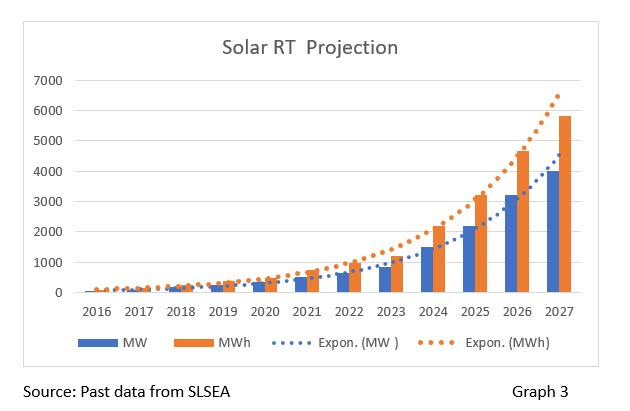 Solar RT  Projection
7000
6000
5000
4000
3000
2000
1000
0
2016 2017 2018 2019 2020 2021 2022 2023 2024 2025 2026 2027
MW MWh Expon. (MW ) Expon. (MWh)
Source: Past data from SLSEA Graph 3